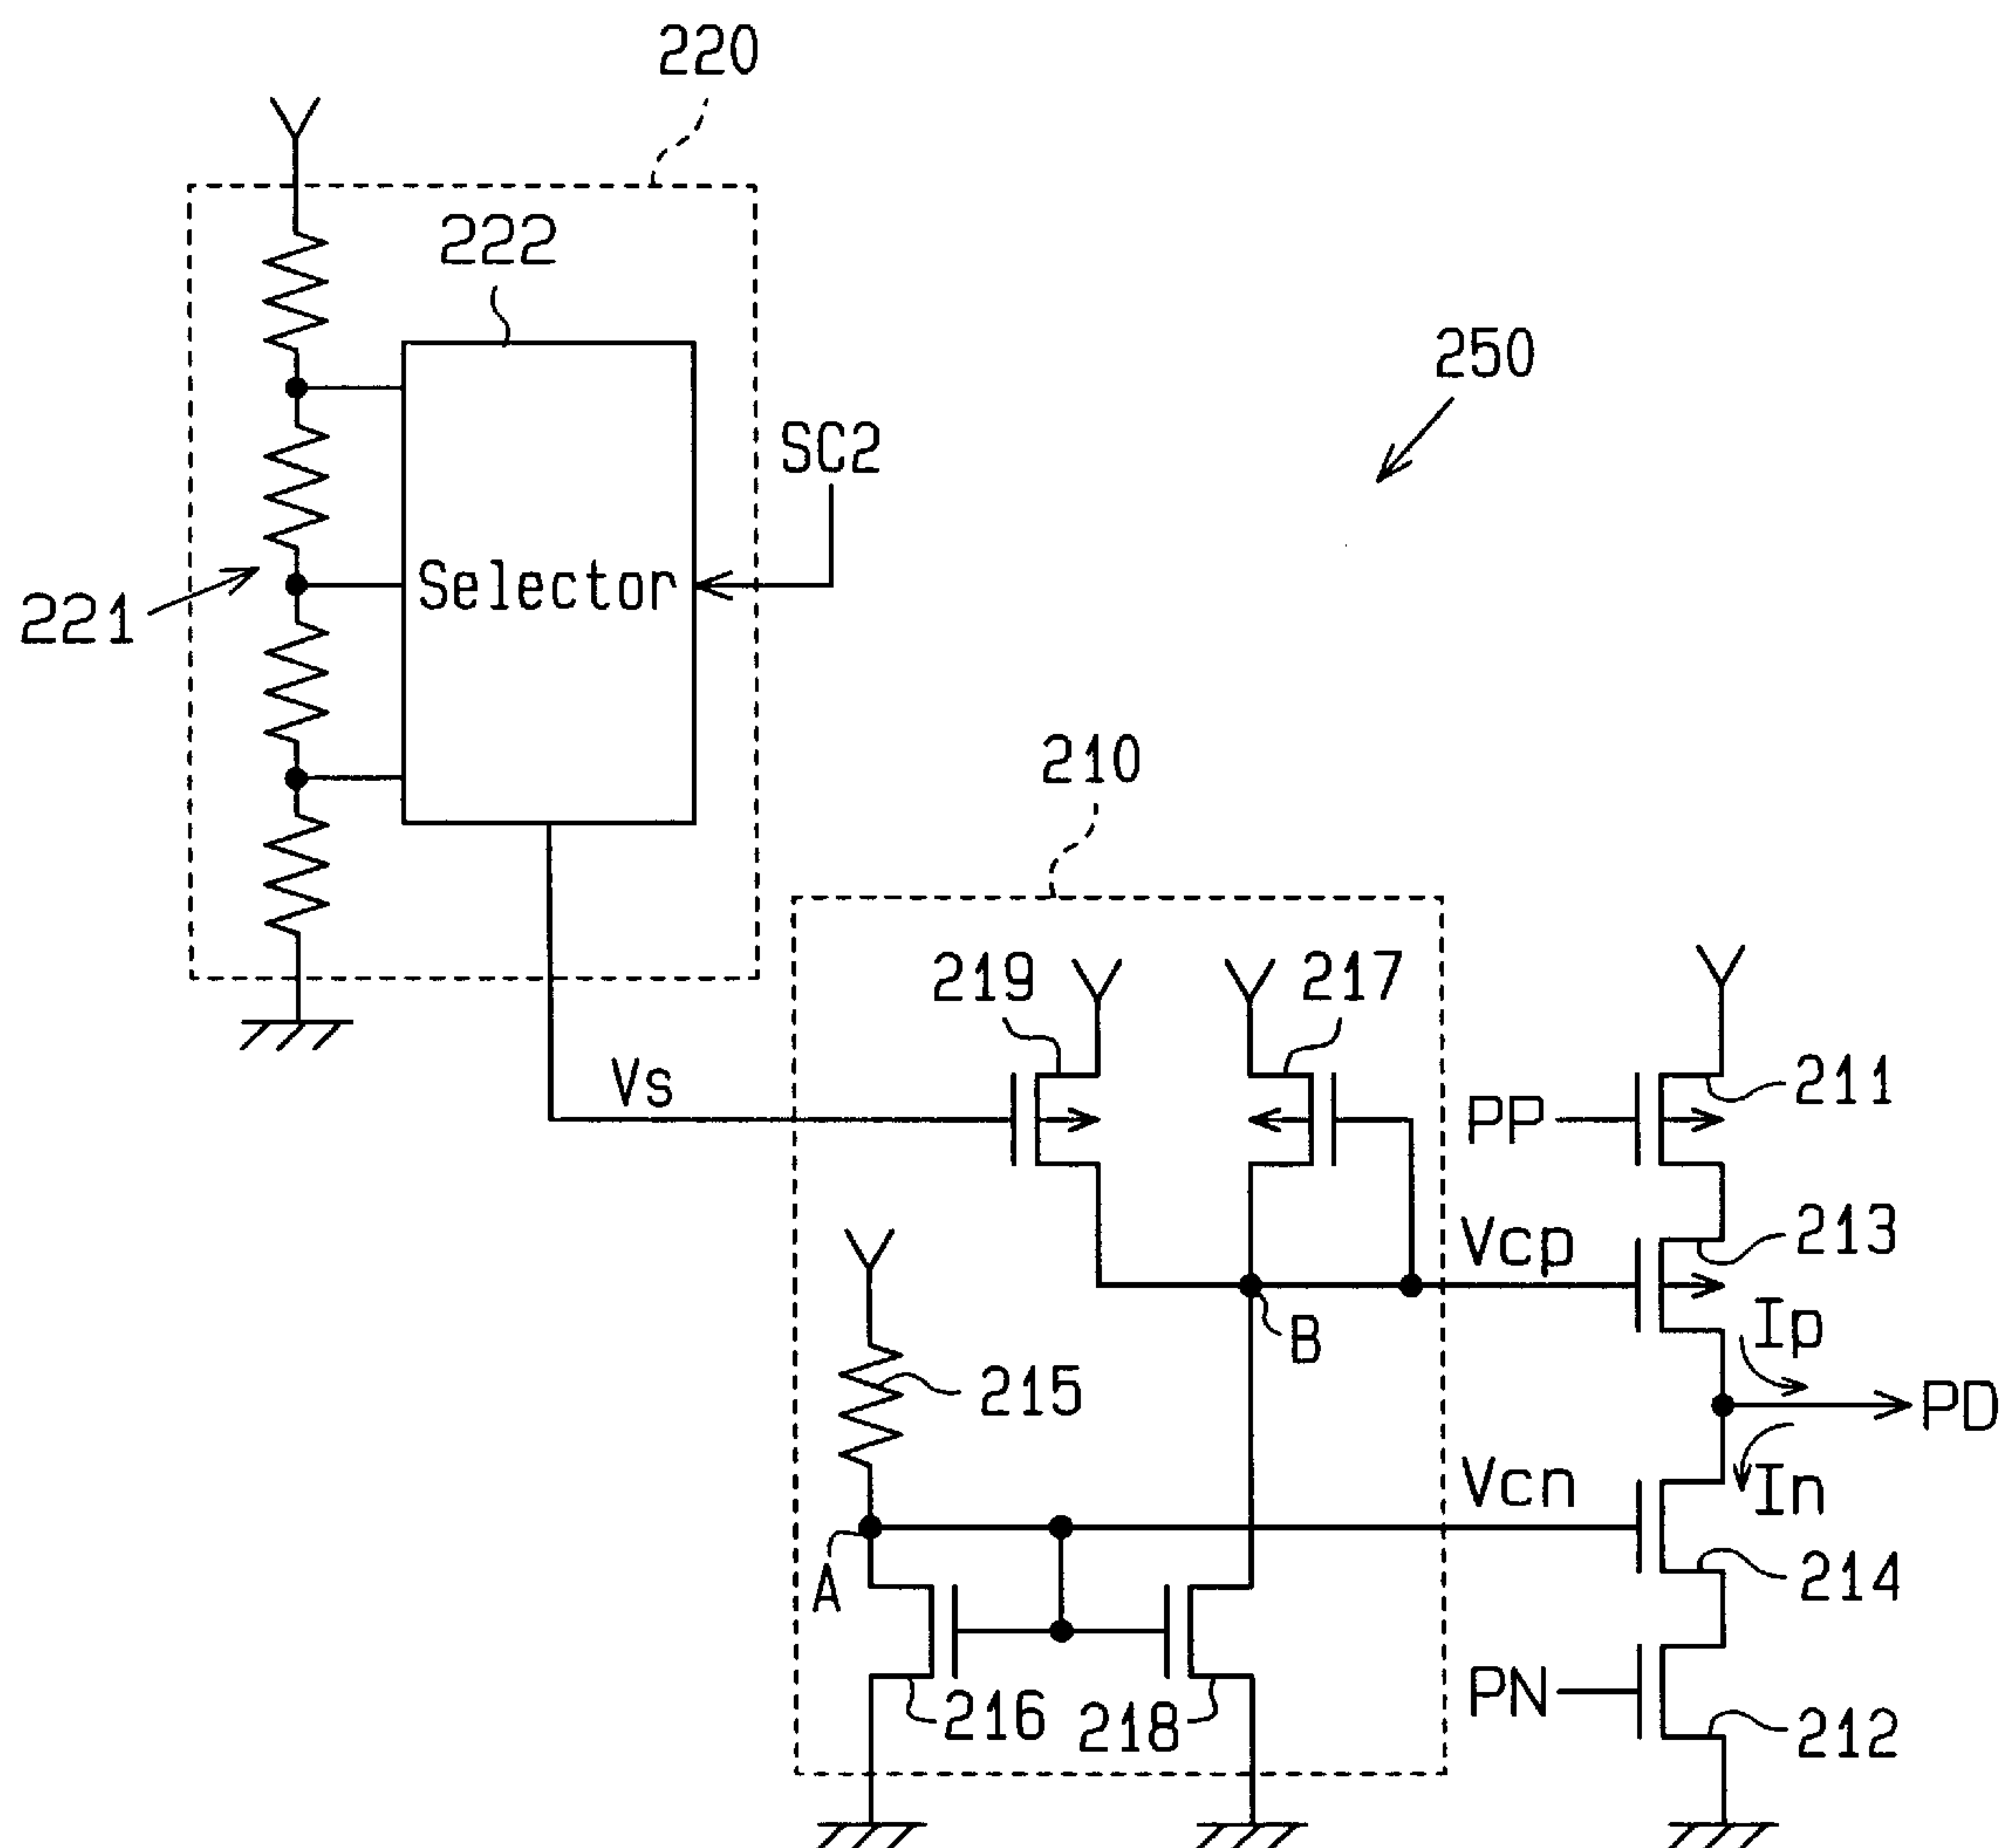 220
222
250
SC2
Selector
221
210
219
217
Vs
211
PP
213
Vcp
Ip
B
215
PD
Vcn
In
A
214
216
218
PN
212